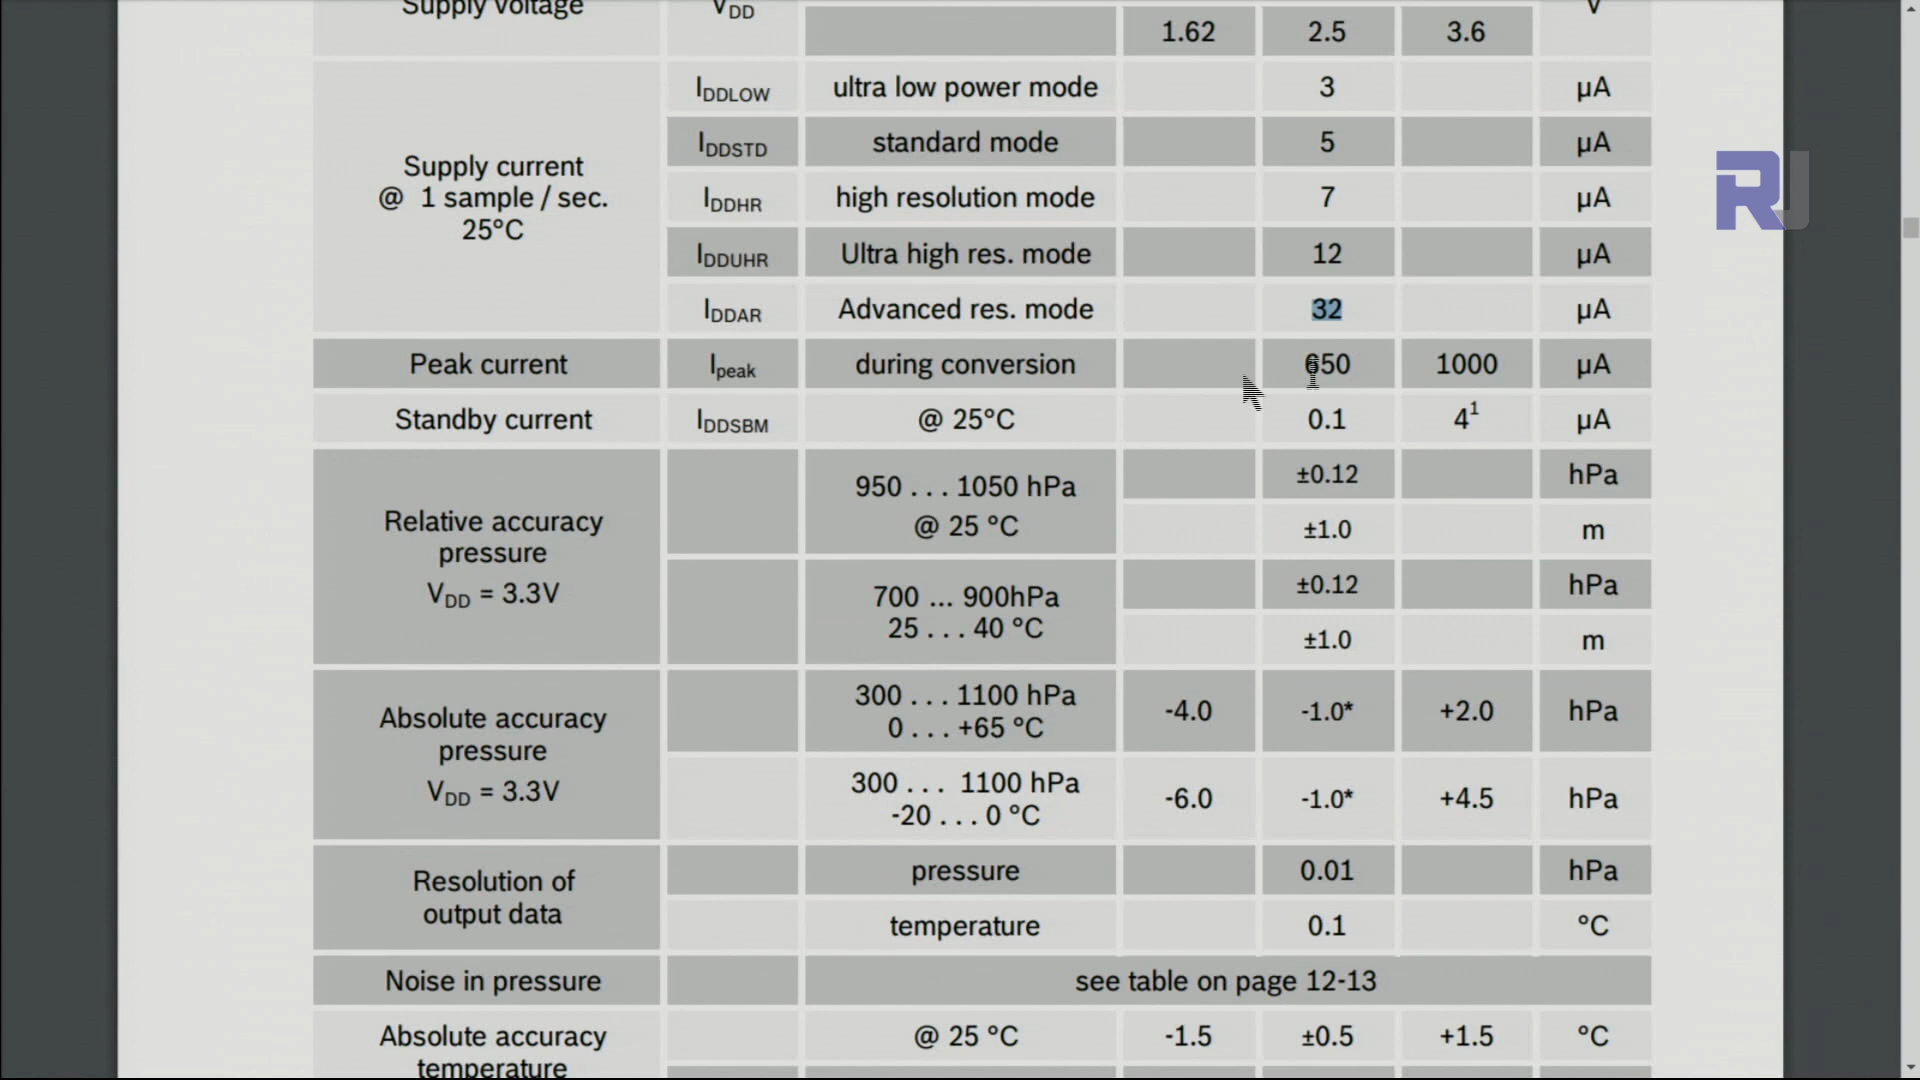 Supply voltage VDD V
1.62 2.5 3.6
Supply current
@ 1 sample / sec.
25°C
IDDLOW ultra low power mode 3 µA
IDDSTD standard mode 5 µA
IDDHR high resolution mode 7 µA
IDDUHR Ultra high res. mode 12 µA
IDDAR Advanced res. mode 32 µA
Peak current Ipeak during conversion 650 1000 µA
Standby current IDDSBM @ 25°C 0.1 4¹ µA
Relative accuracy
pressure
VDD = 3.3V
950 . . . 1050 hPa
@ 25 °C
±0.12 hPa
±1.0 m
700 ... 900hPa
25 . . . 40 °C
±0.12 hPa
±1.0 m
Absolute accuracy
pressure
VDD = 3.3V
300 . . . 1100 hPa
0 . . . +65 °C
-4.0 -1.0* +2.0 hPa
300 . . . 1100 hPa
-20 . . . 0 °C
-6.0 -1.0* +4.5 hPa
Resolution of
output data
pressure 0.01 hPa
temperature 0.1 °C
Noise in pressure see table on page 12-13
Absolute accuracy
temperature
@ 25 °C -1.5 ±0.5 +1.5 °C
RJ